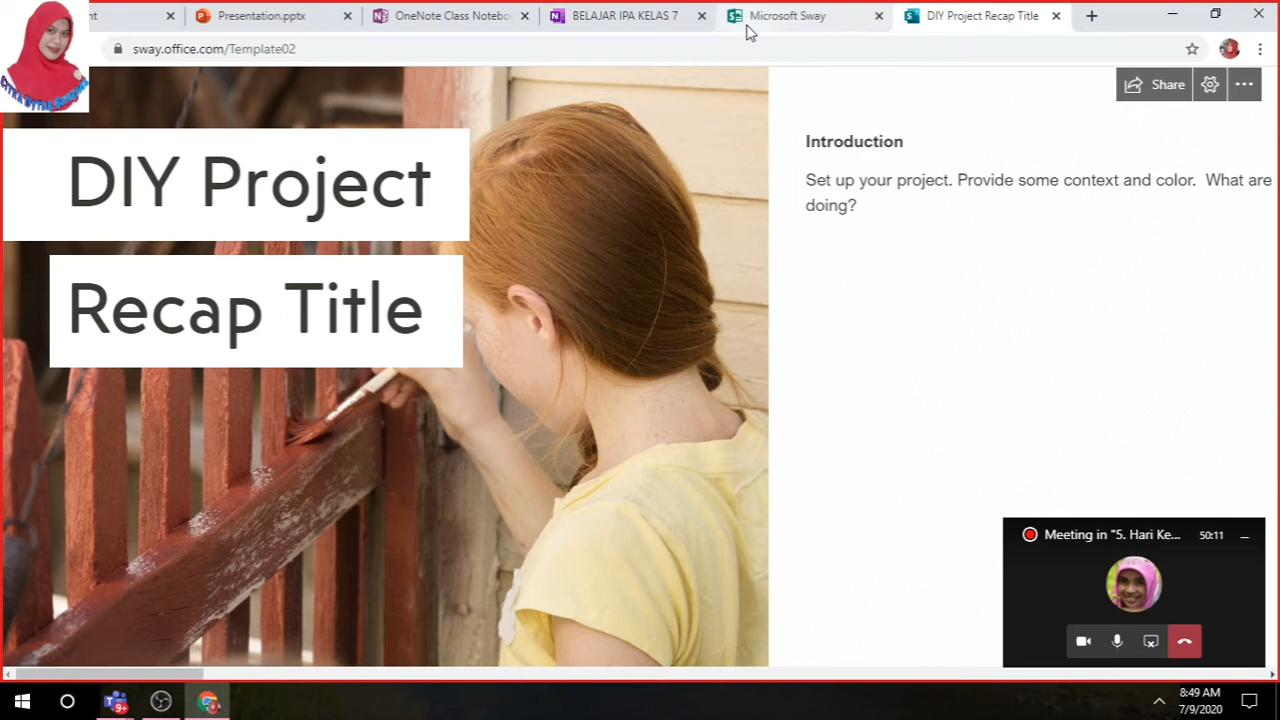 Presentation.pptx
OneNote Class Notebo
BELAJAR IPA KELAS 7
Microsoft Sway
DIY Project Recap Title
sway.office.com/Template02
Share
DIY Project
Recap Title
Introduction
Set up your project. Provide some context and color. What are
doing?
Meeting in "5. Hari Ke...
50:11
9+
8:49 AM
7/9/2020